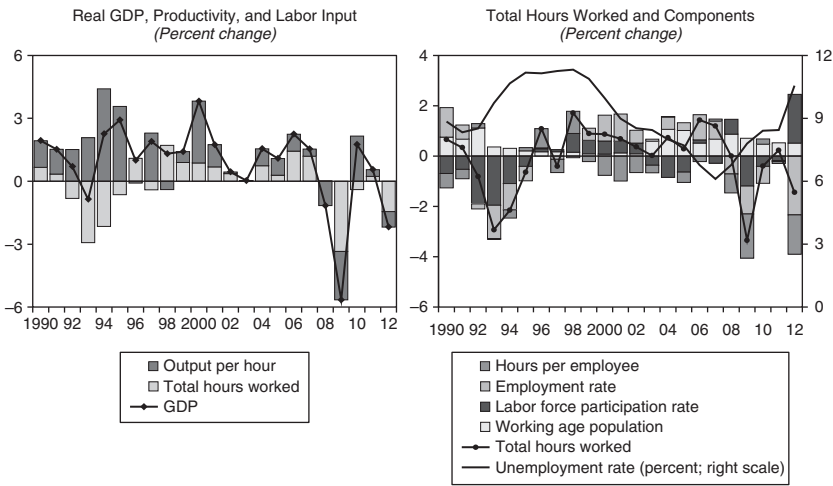 Real GDP, Productivity, and Labor Input
(Percent change)
6
3
0
−3
−6
1990 92 94 96 98 2000 02 04 06 08 10 12
Output per hour
Total hours worked
GDP
Total Hours Worked and Components
(Percent change)
4 12
2 9
0 6
−2
−4 3
−6 0
1990 92 94 96 98 2000 02 04 06 08 10 12
Hours per employee
Employment rate
Labor force participation rate
Working age population
Total hours worked
Unemployment rate (percent; right scale)